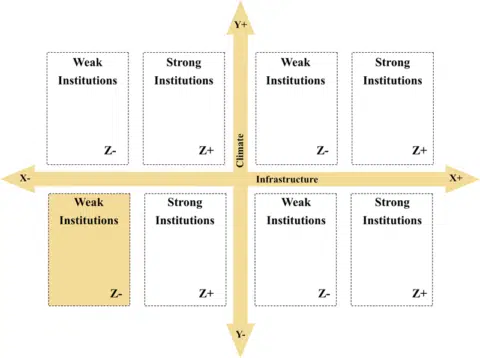 Y+
Weak
Institutions
Z-
Strong
Institutions
Z+
Weak
Institutions
Z-
Strong
Institutions
Z+
Climate
X-
Infrastructure
X+
Weak
Institutions
Z-
Strong
Institutions
Z+
Weak
Institutions
Z-
Strong
Institutions
Z+
Y-